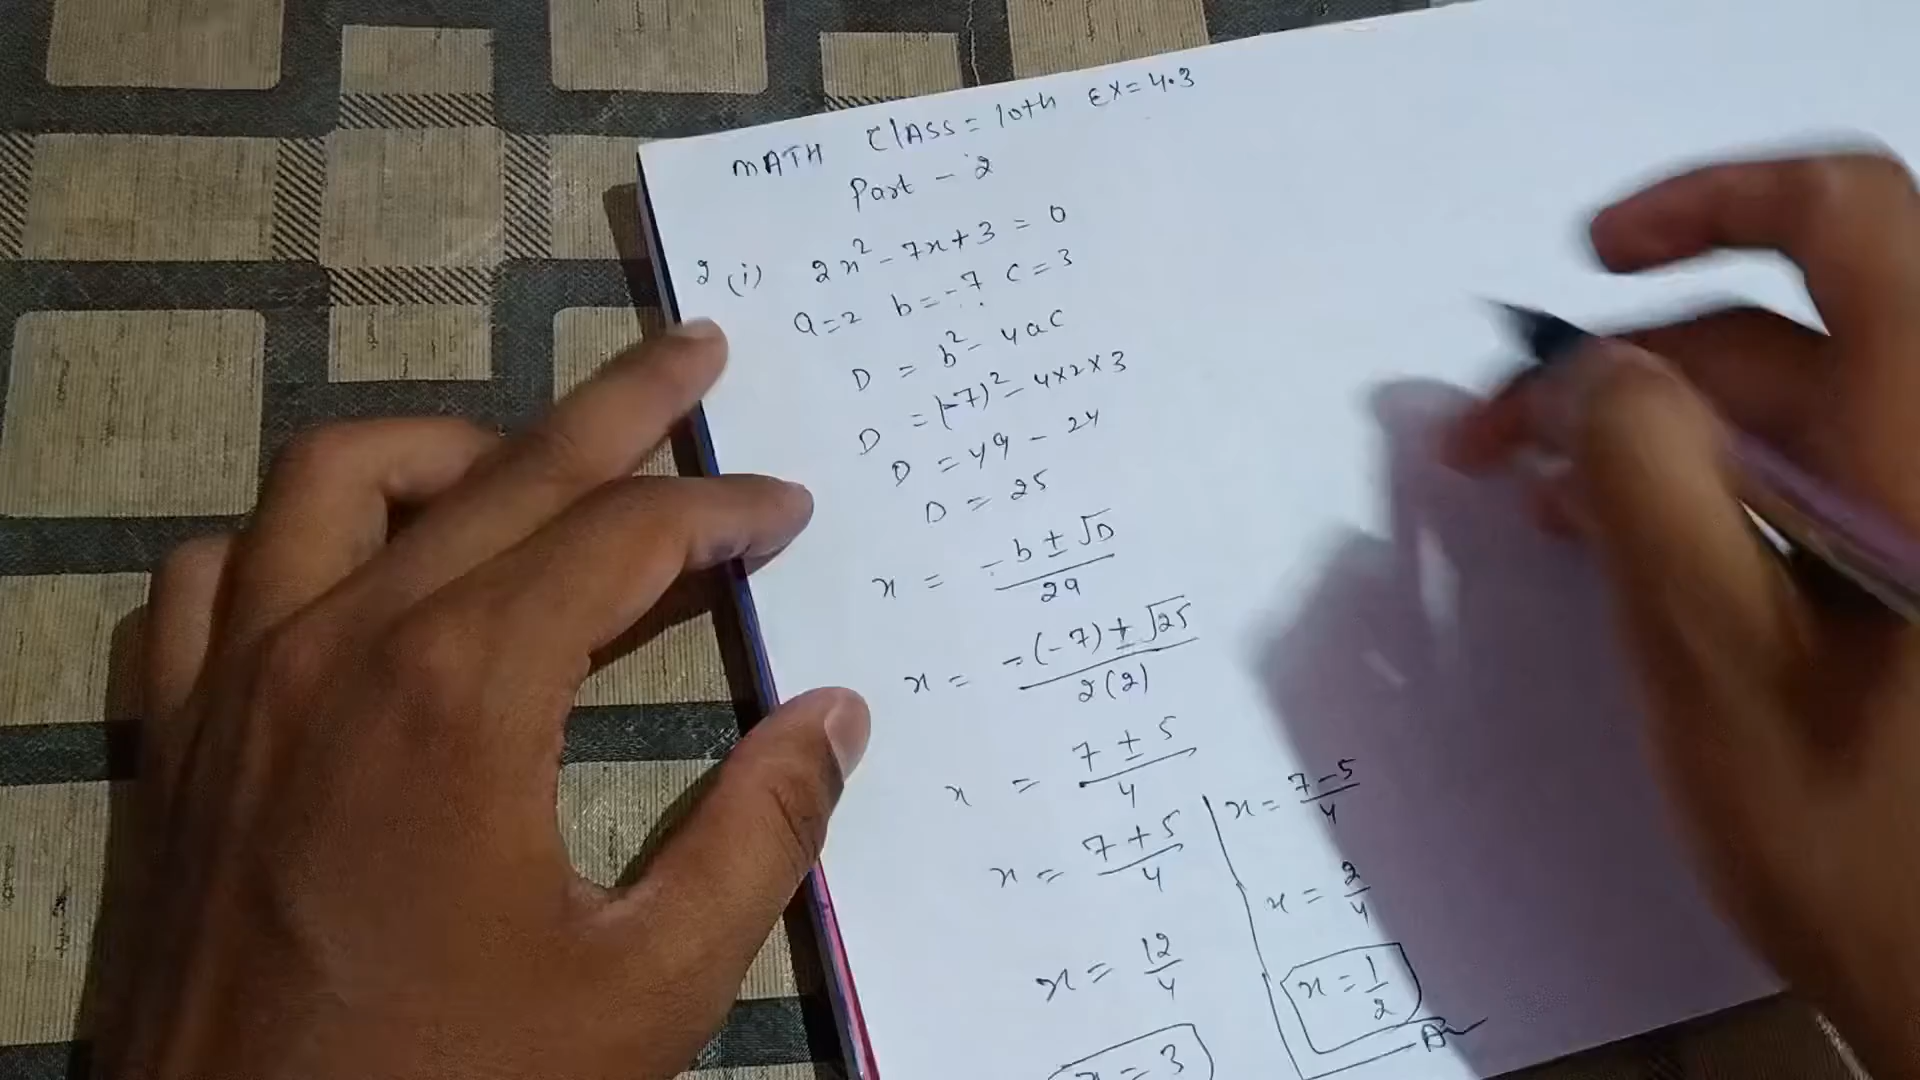 MATH CLASS = 10th EX = 4.3
Part - 2
2 (i) 2x² - 7x + 3 = 0
a = 2 b = -7 c = 3
D = b² - 4ac
D = (-7)² - 4×2×3
D = 49 - 24
D = 25
x = -b ± √D / 2a
x = -(-7) ± √25 / 2(2)
x = 7 ± 5 / 4
x = 7 + 5 / 4
x = 12 / 4
x = 3
x = 7 - 5 / 4
x = 2 / 4
x = 1 / 2